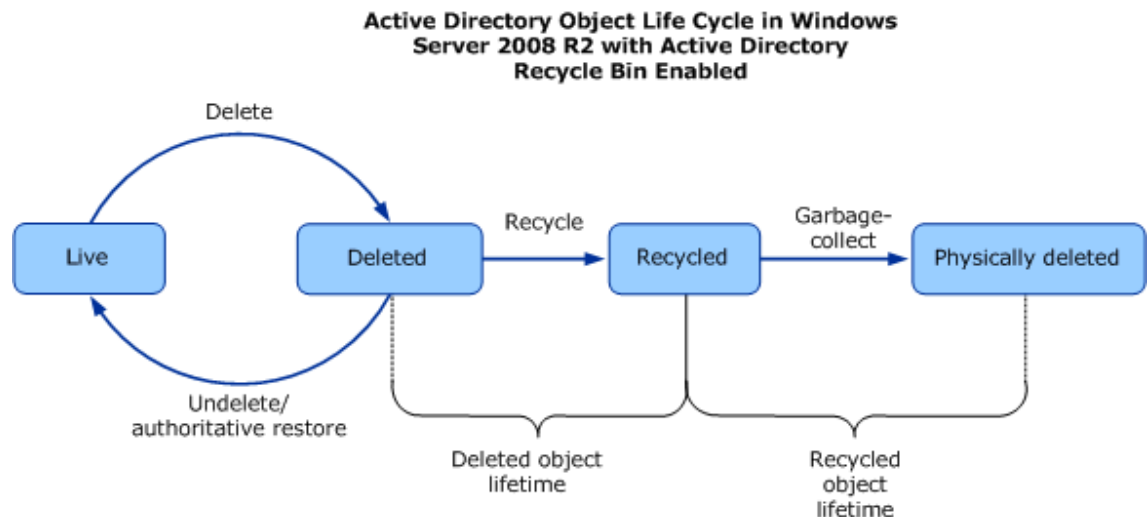 Active Directory Object Life Cycle in Windows
Server 2008 R2 with Active Directory
Recycle Bin Enabled
Delete
Live
Deleted
Recycle
Recycled
Garbage-
collect
Physically deleted
Undelete/
authoritative restore
Deleted object
lifetime
Recycled
object
lifetime